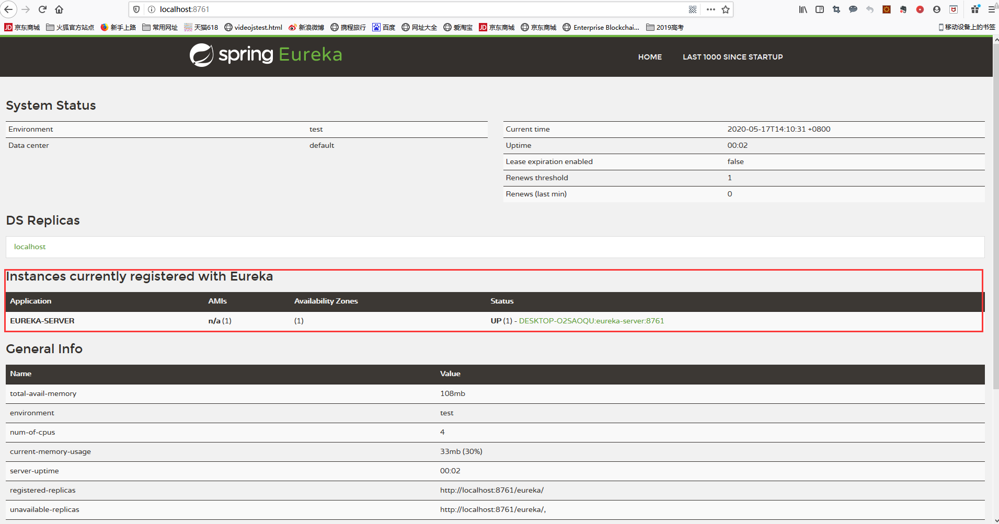 localhost:8761
京东商城 火狐官方站点 新手上路 常用网址 天猫618 videojstest.html 新浪微博 携程旅行 百度 网址大全 爱淘宝 京东商城 京东商城 Enterprise Blockchai... 2019高考 移动设备上的书签
spring Eureka HOME LAST 1000 SINCE STARTUP
System Status
Environment test
Data center default
Current time 2020-05-17T14:10:31 +0800
Uptime 00:02
Lease expiration enabled false
Renews threshold 1
Renews (last min) 0
DS Replicas
localhost
Instances currently registered with Eureka
Application AMIs Availability Zones Status
EUREKA-SERVER n/a (1) (1) UP (1) - DESKTOP-O2SAOQU:eureka-server:8761
General Info
Name Value
total-avail-memory 108mb
environment test
num-of-cpus 4
current-memory-usage 33mb (30%)
server-uptime 00:02
registered-replicas http://localhost:8761/eureka/
unavailable-replicas http://localhost:8761/eureka/,